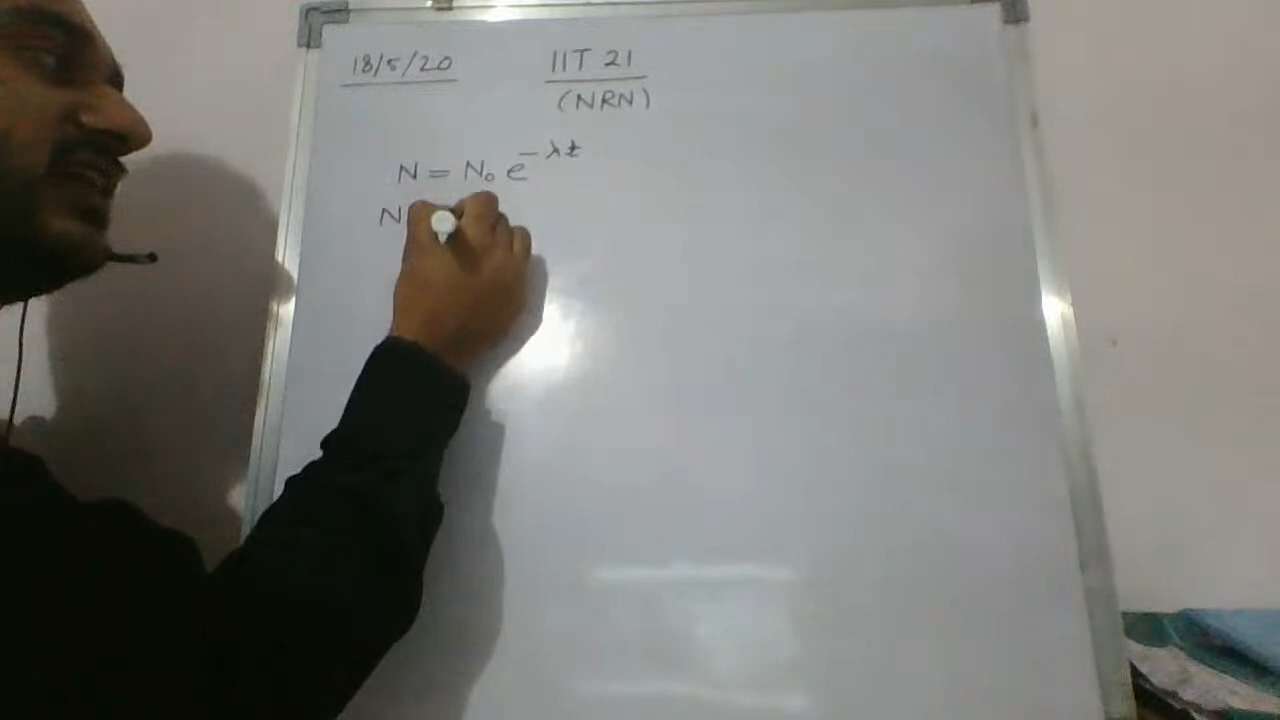 18/5/20 IIT 21
(NRN)
N = N₀ e^{-λt}
N